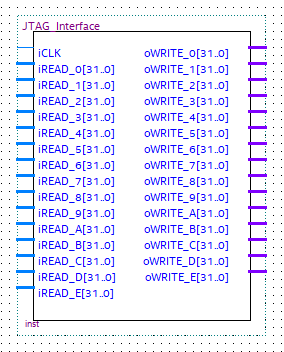 JTAG_Interface
iCLK oWRITE_0[31..0]
iREAD_0[31..0] oWRITE_1[31..0]
iREAD_1[31..0] oWRITE_2[31..0]
iREAD_2[31..0] oWRITE_3[31..0]
iREAD_3[31..0] oWRITE_4[31..0]
iREAD_4[31..0] oWRITE_5[31..0]
iREAD_5[31..0] oWRITE_6[31..0]
iREAD_6[31..0] oWRITE_7[31..0]
iREAD_7[31..0] oWRITE_8[31..0]
iREAD_8[31..0] oWRITE_9[31..0]
iREAD_9[31..0] oWRITE_A[31..0]
iREAD_A[31..0] oWRITE_B[31..0]
iREAD_B[31..0] oWRITE_C[31..0]
iREAD_C[31..0] oWRITE_D[31..0]
iREAD_D[31..0] oWRITE_E[31..0]
iREAD_E[31..0]
inst